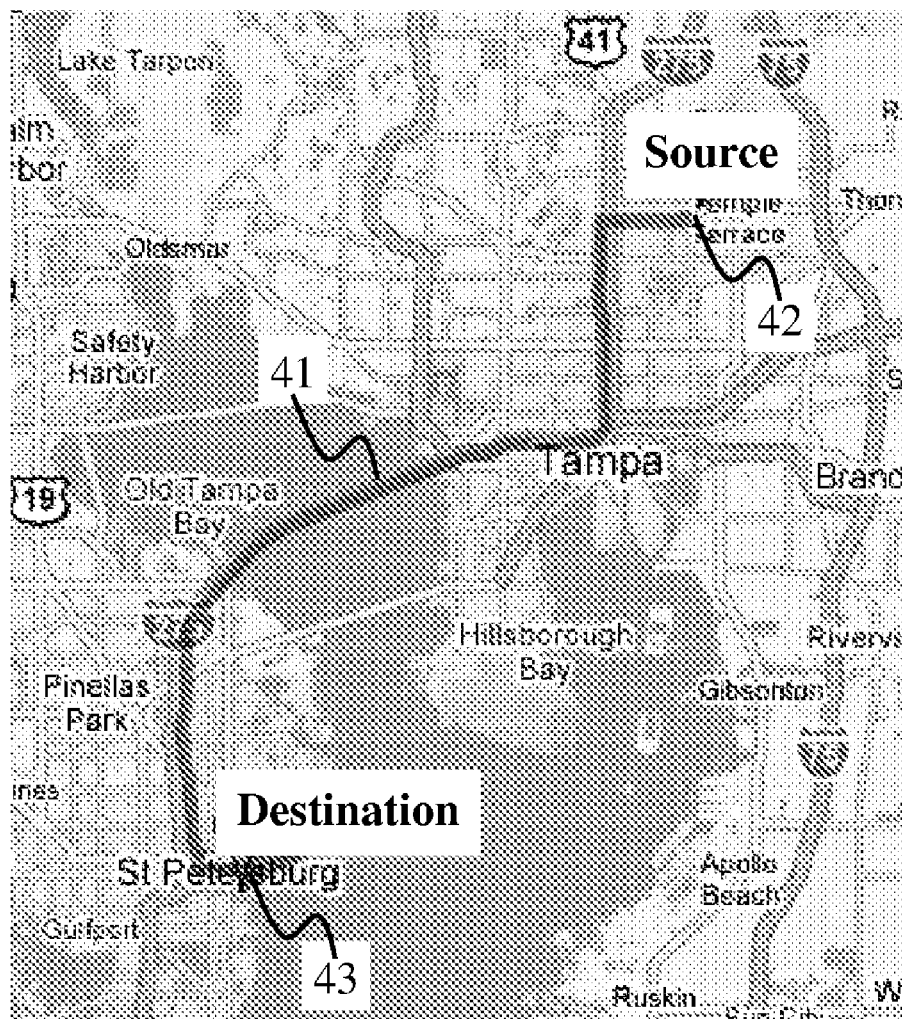 41
Lake Tarpon
Source
Temple
Terrace
Oldsmar
42
Safety
Harbor
41
Tampa
19
Old Tampa
Bay
Hillsborough
Bay
Pinellas
Park
Gibsonton
Destination
St Petersburg
Apollo
Beach
Gulfport
43
Ruskin